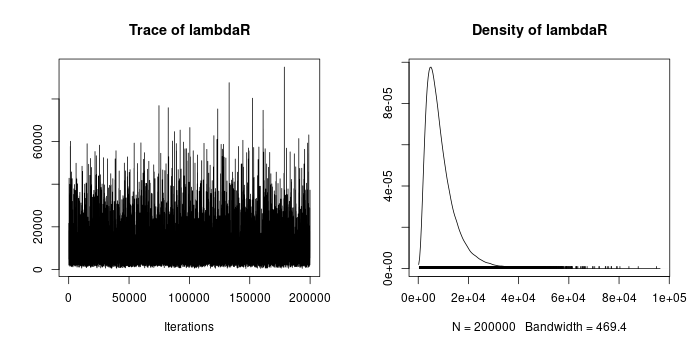 Trace of lambdaR
60000
20000
0
0
50000
100000
150000
200000
Iterations
Density of lambdaR
8e-05
4e-05
0e+00
0e+00
2e+04
4e+04
6e+04
8e+04
1e+05
N = 200000 Bandwidth = 469.4